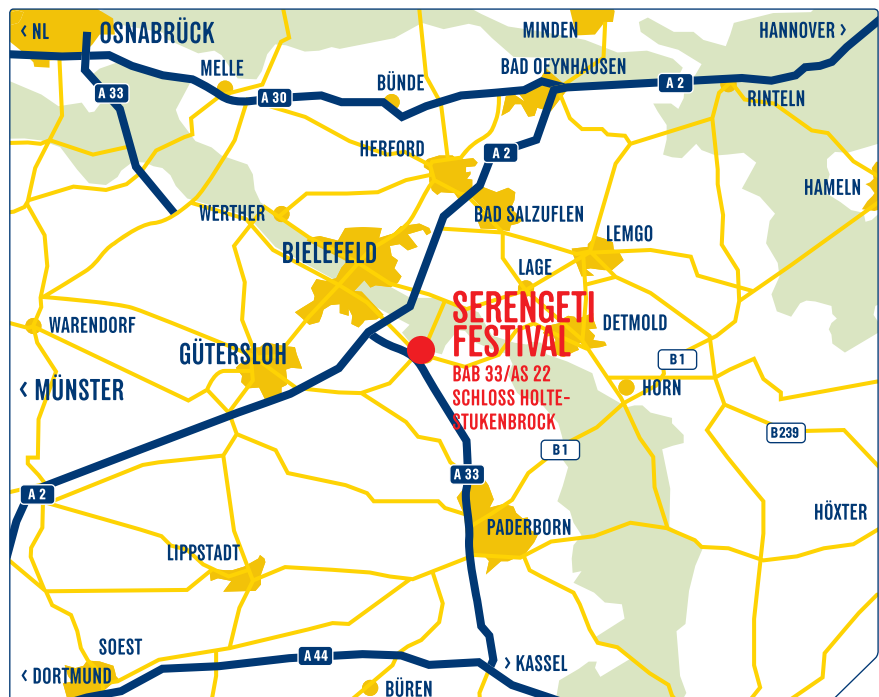 ‹ NL
OSNABRÜCK
MINDEN
HANNOVER ›
MELLE
BÜNDE
BAD OEYNHAUSEN
A 33
A 30
A 2
RINTELN
HERFORD
A 2
HAMELN
WERTHER
BAD SALZUFLEN
BIELEFELD
LEMGO
LAGE
SERENGETI
FESTIVAL
BAB 33/AS 22
SCHLOSS HOLTE-
STUKENBROCK
WARENDORF
DETMOLD
GÜTERSLOH
B1
‹ MÜNSTER
HORN
B239
B1
A 33
A 2
HÖXTER
PADERBORN
LIPPSTADT
SOEST
A 44
› KASSEL
‹ DORTMUND
BÜREN